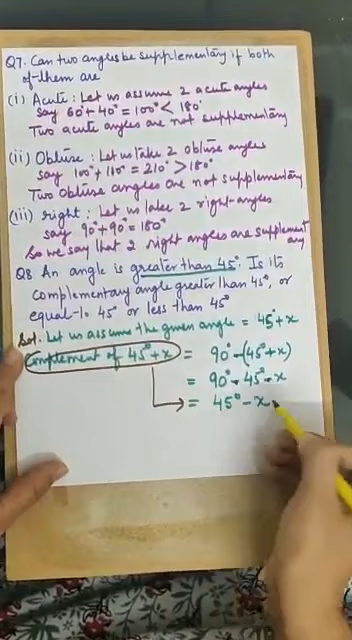 Q7. Can two angles be supplementary if both
of them are
(i) Acute : Let us assume 2 acute angles
say 60° + 40° = 100° < 180°
Two acute angles are not supplementary
(ii) Obtuse : Let us take 2 obtuse angles
say 100° + 110° = 210° > 180°
Two obtuse angles are not supplementary
(iii) Right : Let us take 2 right-angles
say 90° + 90° = 180°
So we say that 2 right angles are supplement
ary
Q8 An angle is greater than 45°. Is its
complementary angle greater than 45°, or
equal to 45° or less than 45°
Sol. Let us assume the given angle = 45° + x
Complement of 45° + x = 90° - (45° + x)
= 90° - 45° - x
= 45° - x